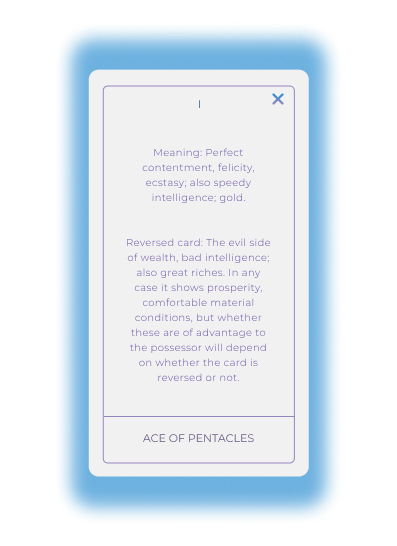 I
Meaning: Perfect
contentment, felicity,
ecstasy; also speedy
intelligence; gold.
Reversed card: The evil side
of wealth, bad intelligence;
also great riches. In any
case it shows prosperity,
comfortable material
conditions, but whether
these are of advantage to
the possessor will depend
on whether the card is
reversed or not.
ACE OF PENTACLES